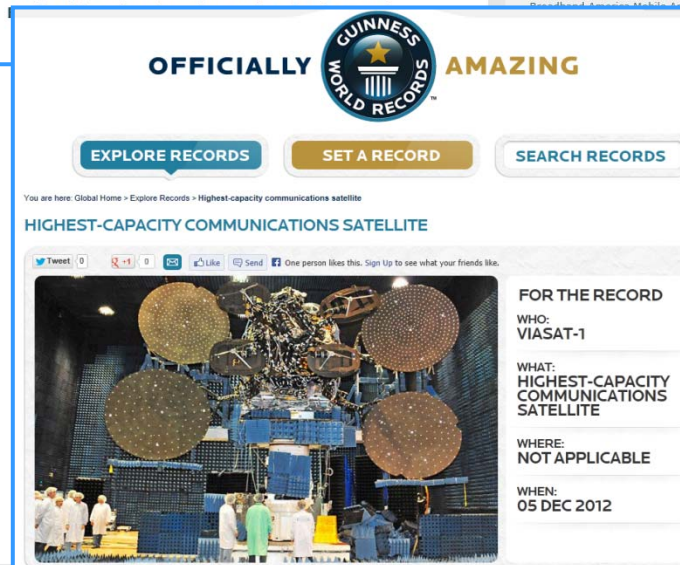 OFFICIALLY
GUINNESS
WORLD RECORDS
™
AMAZING
EXPLORE RECORDS
SET A RECORD
SEARCH RECORDS
You are here: Global Home > Explore Records > Highest-capacity communications satellite
HIGHEST-CAPACITY COMMUNICATIONS SATELLITE
Tweet 0 +1 0 Like Send One person likes this. Sign Up to see what your friends like.
FOR THE RECORD
WHO:
VIASAT-1
WHAT:
HIGHEST-CAPACITY
COMMUNICATIONS
SATELLITE
WHERE:
NOT APPLICABLE
WHEN:
05 DEC 2012